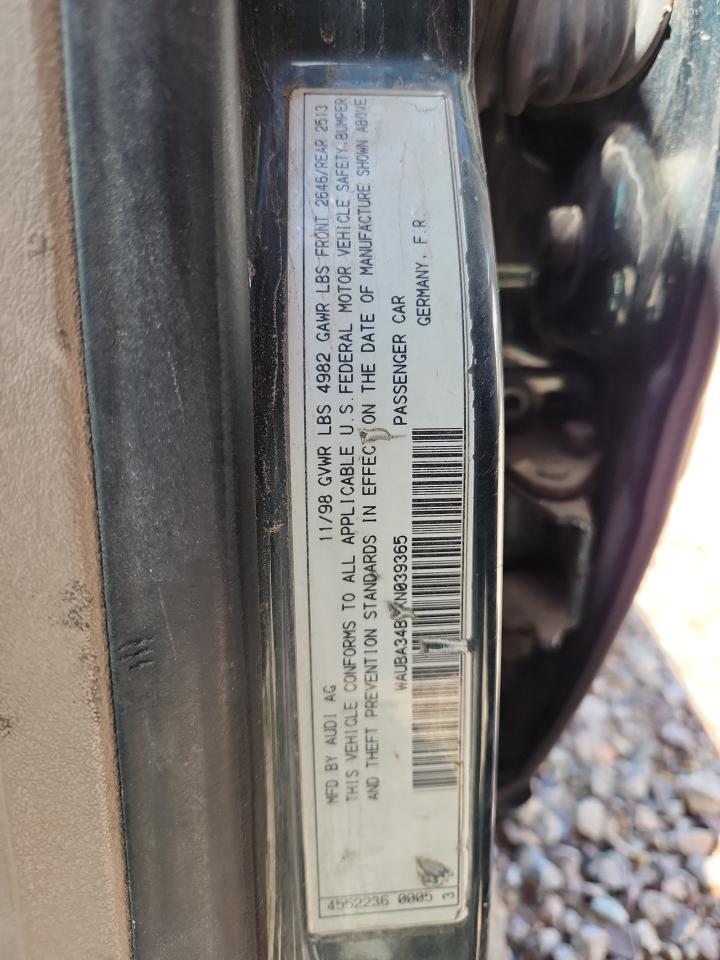 MFD.BY AUDI AG
11/98 GVWR LBS 4982 GAWR LBS FRONT 2646/REAR 2513
THIS VEHICLE CONFORMS TO ALL APPLICABLE U.S.FEDERAL MOTOR VEHICLE SAFETY,BUMPER
AND THEFT PREVENTION STANDARDS IN EFFECT ON THE DATE OF MANUFACTURE SHOWN ABOVE
PASSENGER CAR
GERMANY, F.R.
4552236 0005 3